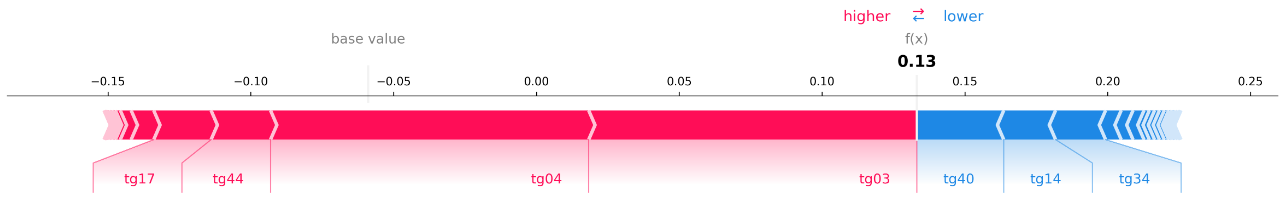 higher ⇄ lower
base value f(x)
0.13
−0.15 −0.10 −0.05 0.00 0.05 0.10 0.15 0.20 0.25
tg17 tg44 tg04 tg03 tg40 tg14 tg34